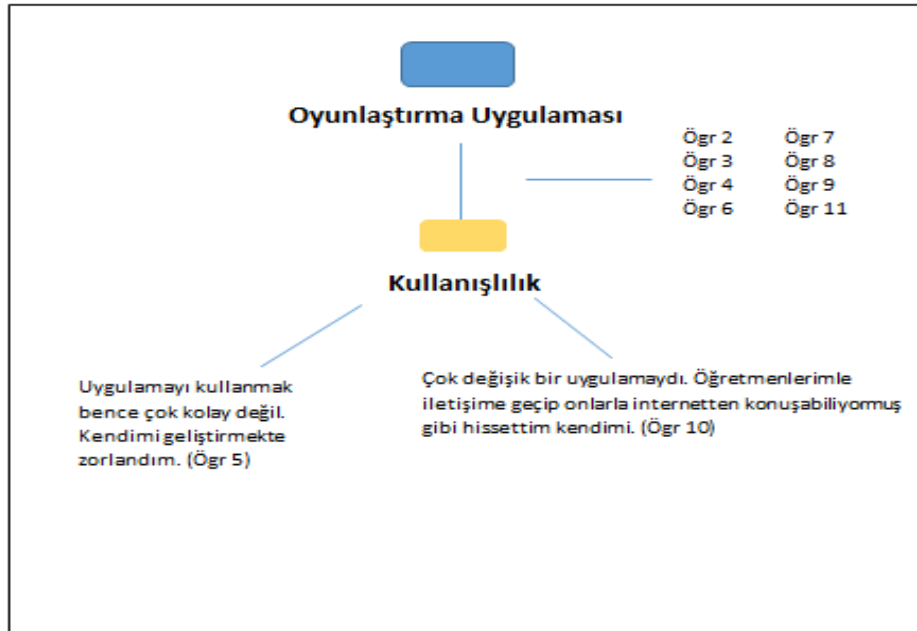 Oyunlaştırma Uygulaması
Ögr 2 Ögr 7
Ögr 3 Ögr 8
Ögr 4 Ögr 9
Ögr 6 Ögr 11
Kullanışlılık
Uygulamayı kullanmak
bence çok kolay değil.
Kendimi geliştirmekte
zorlandım. (Ögr 5)
Çok değişik bir uygulamaydı. Öğretmenlerimle
iletişime geçip onlarla internetten konuşabiliyomuş
gibi hissettim kendimi. (Ögr 10)